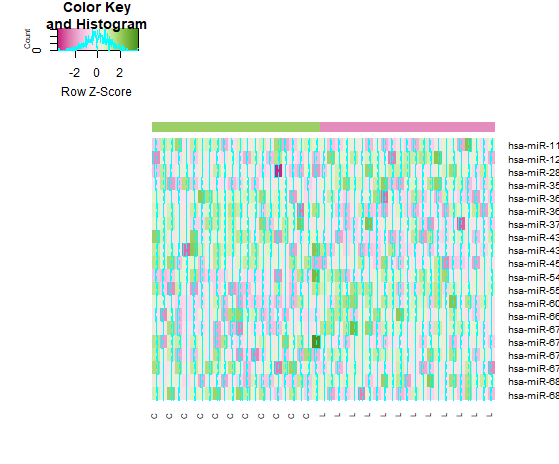 Color Key
and Histogram
Count
0
-2 0 2
Row Z-Score
hsa-miR-11
hsa-miR-12
hsa-miR-28
hsa-miR-35
hsa-miR-36
hsa-miR-36
hsa-miR-37
hsa-miR-43
hsa-miR-43
hsa-miR-45
hsa-miR-54
hsa-miR-55
hsa-miR-60
hsa-miR-66
hsa-miR-67
hsa-miR-67
hsa-miR-67
hsa-miR-67
hsa-miR-68
hsa-miR-68
C C C C C C C C C C C L L L L L L L L L L L L